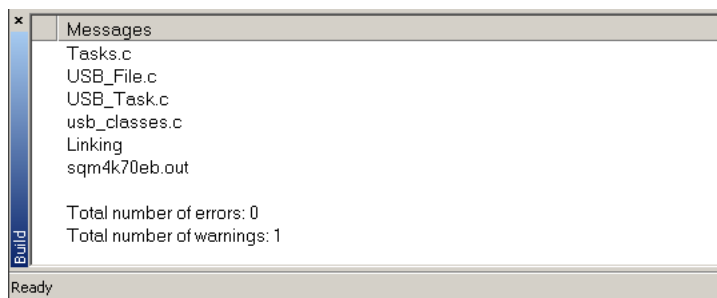 Messages
Tasks.c
USB_File.c
USB_Task.c
usb_classes.c
Linking
sqm4k70eb.out
Total number of errors: 0
Total number of warnings: 1
Build
Ready